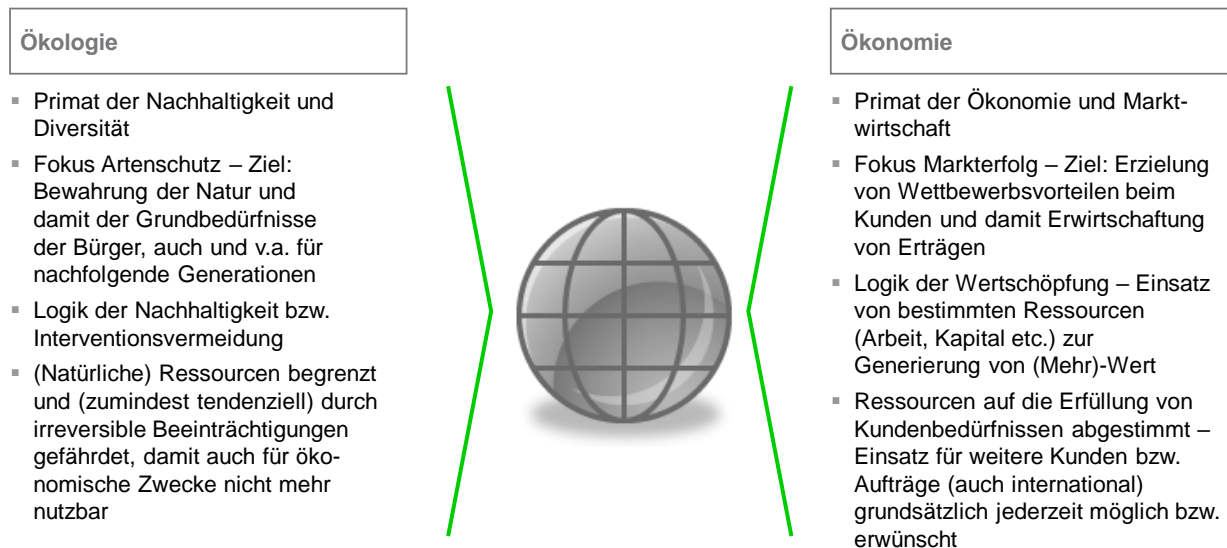 Ökologie
▪ Primat der Nachhaltigkeit und
Diversität
▪ Fokus Artenschutz – Ziel:
Bewahrung der Natur und
damit der Grundbedürfnisse
der Bürger, auch und v.a. für
nachfolgende Generationen
▪ Logik der Nachhaltigkeit bzw.
Interventionsvermeidung
▪ (Natürliche) Ressourcen begrenzt
und (zumindest tendenziell) durch
irreversible Beeinträchtigungen
gefährdet, damit auch für öko-
nomische Zwecke nicht mehr
nutzbar
Ökonomie
▪ Primat der Ökonomie und Markt-
wirtschaft
▪ Fokus Markterfolg – Ziel: Erzielung
von Wettbewerbsvorteilen beim
Kunden und damit Erwirtschaftung
von Erträgen
▪ Logik der Wertschöpfung – Einsatz
von bestimmten Ressourcen
(Arbeit, Kapital etc.) zur
Generierung von (Mehr)-Wert
▪ Ressourcen auf die Erfüllung von
Kundenbedürfnissen abgestimmt –
Einsatz für weitere Kunden bzw.
Aufträge (auch international)
grundsätzlich jederzeit möglich bzw.
erwünscht